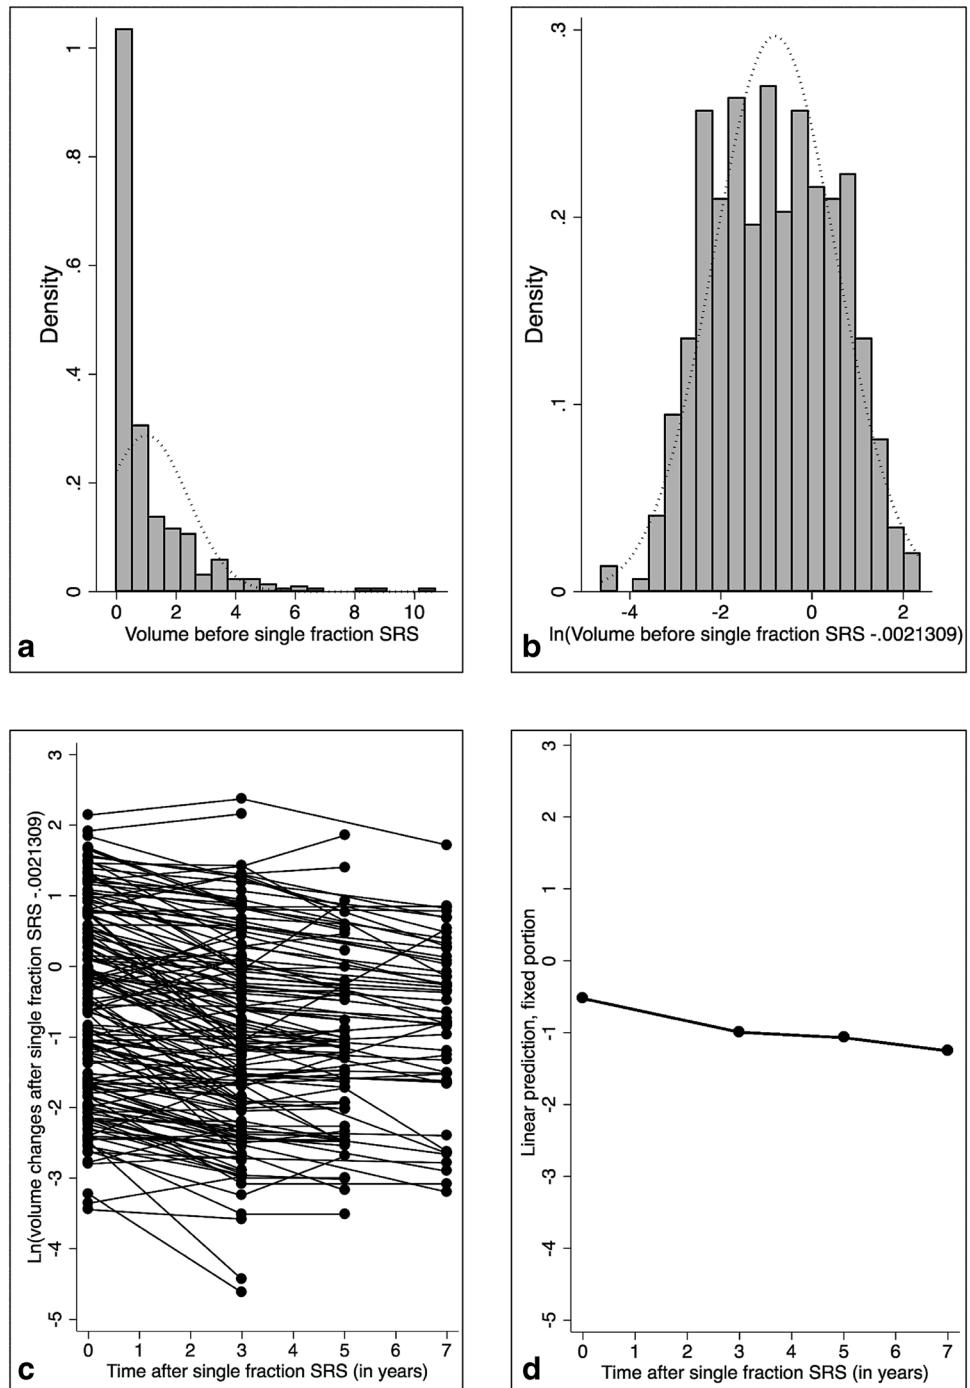 Density
1
.8
.6
.4
.2
0
0 2 4 6 8 10
Volume before single fraction SRS
a
Density
.3
.2
.1
0
-4 -2 0 2
ln(Volume before single fraction SRS -.0021309)
b
Ln(volume changes after single fraction SRS -.0021309)
3
2
1
0
-1
-2
-3
-4
-5
0 1 2 3 4 5 6 7
Time after single fraction SRS (in years)
c
Linear prediction, fixed portion
3
2
1
0
-1
-2
-3
-4
-5
0 1 2 3 4 5 6 7
Time after single fraction SRS (in years)
d